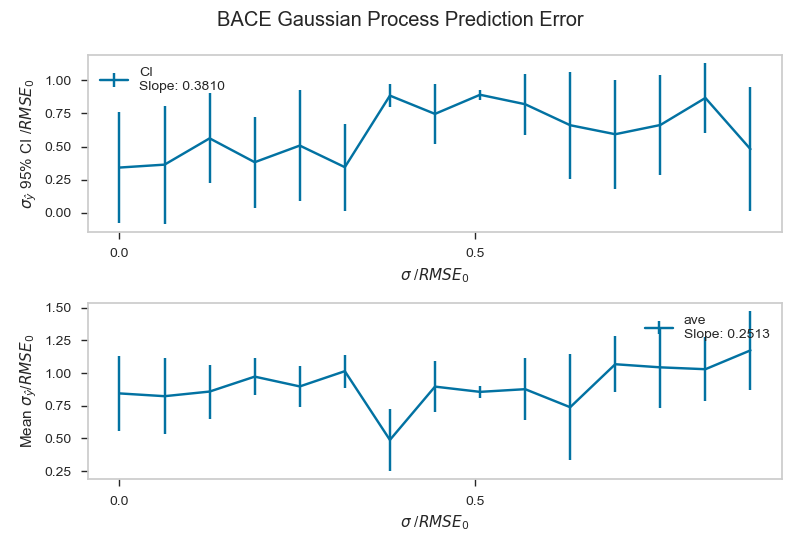 BACE Gaussian Process Prediction Error
CI
Slope: 0.3810
σŷ 95% CI /RMSE₀
1.00
0.75
0.50
0.25
0.00
0.0
0.5
σ /RMSE₀
ave
Slope: 0.2513
Mean σŷ/RMSE₀
1.50
1.25
1.00
0.75
0.50
0.25
0.0
0.5
σ /RMSE₀